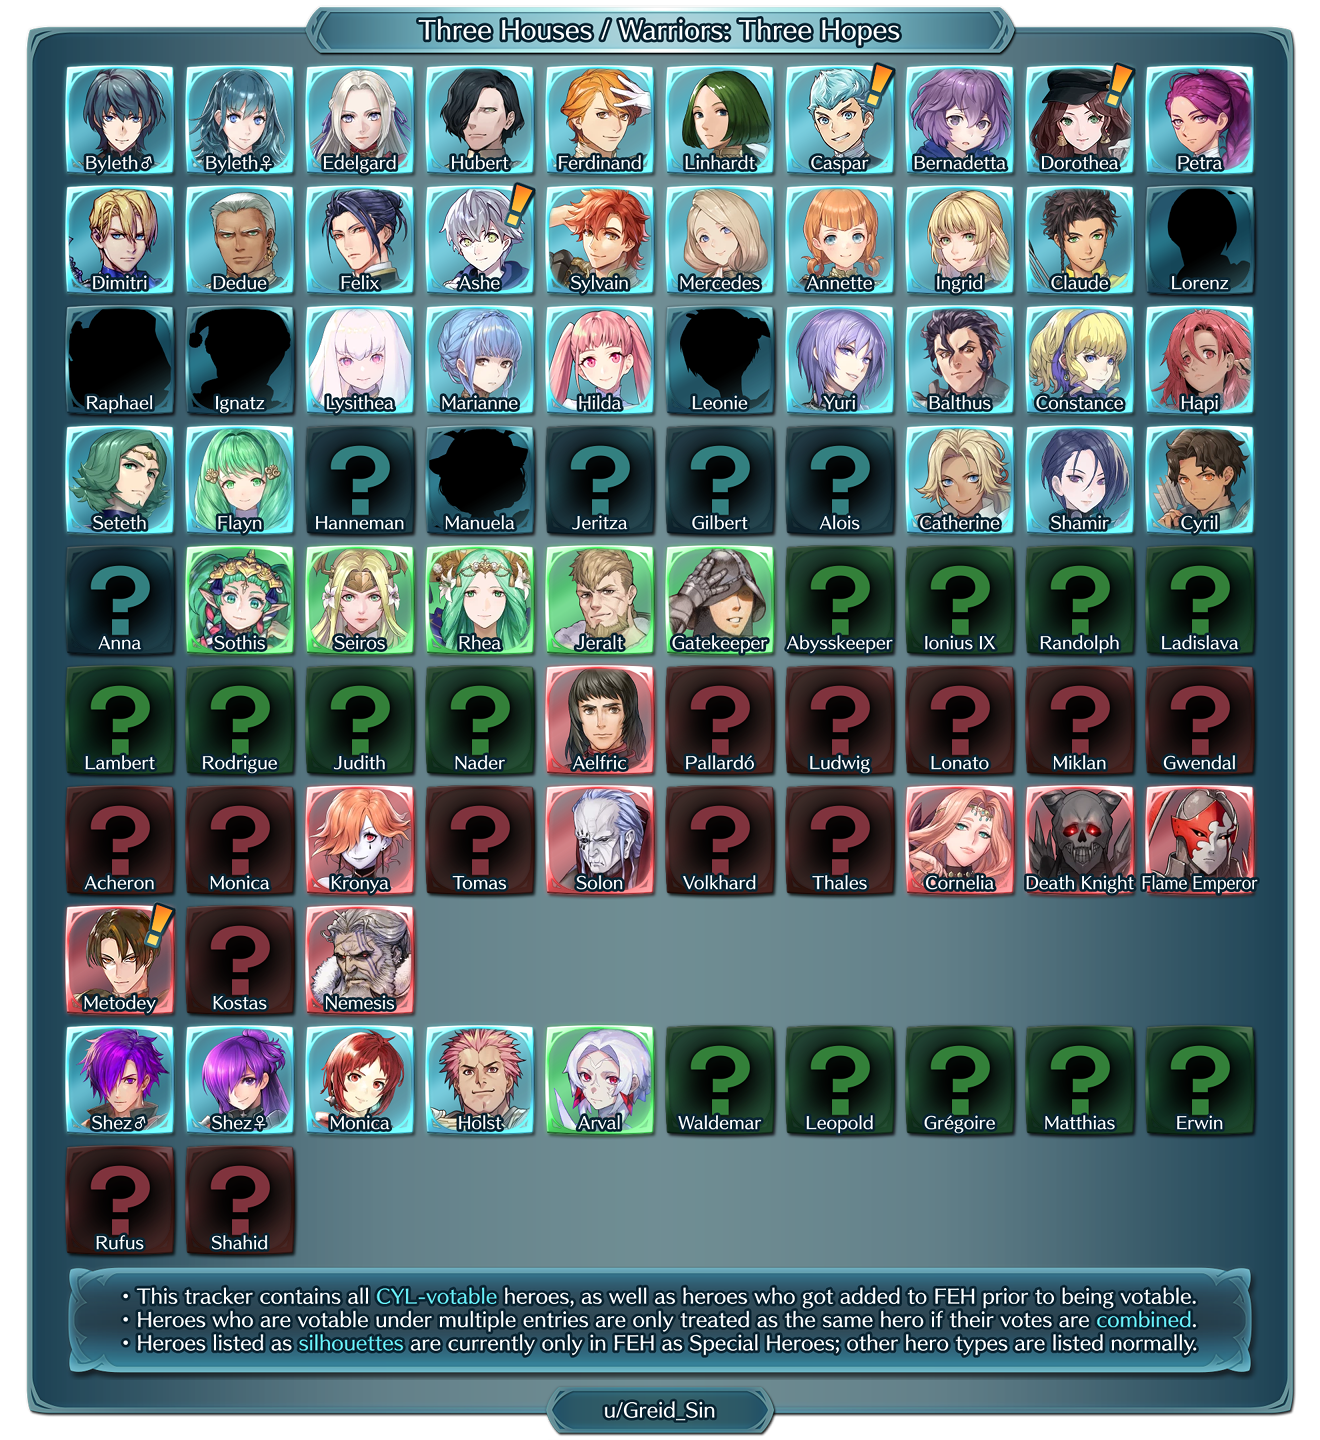 Three Houses / Warriors: Three Hopes
Byleth♂ Byleth♀ Edelgard Hubert Ferdinand Linhardt Caspar Bernadetta Dorothea Petra
Dimitri Dedue Felix Ashe Sylvain Mercedes Annette Ingrid Claude Lorenz
Raphael Ignatz Lysithea Marianne Hilda Leonie Yuri Balthus Constance Hapi
Seteth Flayn Hanneman Manuela Jeritza Gilbert Alois Catherine Shamir Cyril
Anna Sothis Seiros Rhea Jeralt Gatekeeper Abysskeeper Ionius IX Randolph Ladislava
Lambert Rodrigue Judith Nader Aelfric Pallardó Ludwig Lonato Miklan Gwendal
Acheron Monica Kronya Tomas Solon Volkhard Thales Cornelia Death Knight Flame Emperor
Metodey Kostas Nemesis
Shez♂ Shez♀ Monica Holst Arval Waldemar Leopold Grégoire Matthias Erwin
Rufus Shahid
• This tracker contains all CYL-votable heroes, as well as heroes who got added to FEH prior to being votable.
• Heroes who are votable under multiple entries are only treated as the same hero if their votes are combined.
• Heroes listed as silhouettes are currently only in FEH as Special Heroes; other hero types are listed normally.
u/Greid_Sin